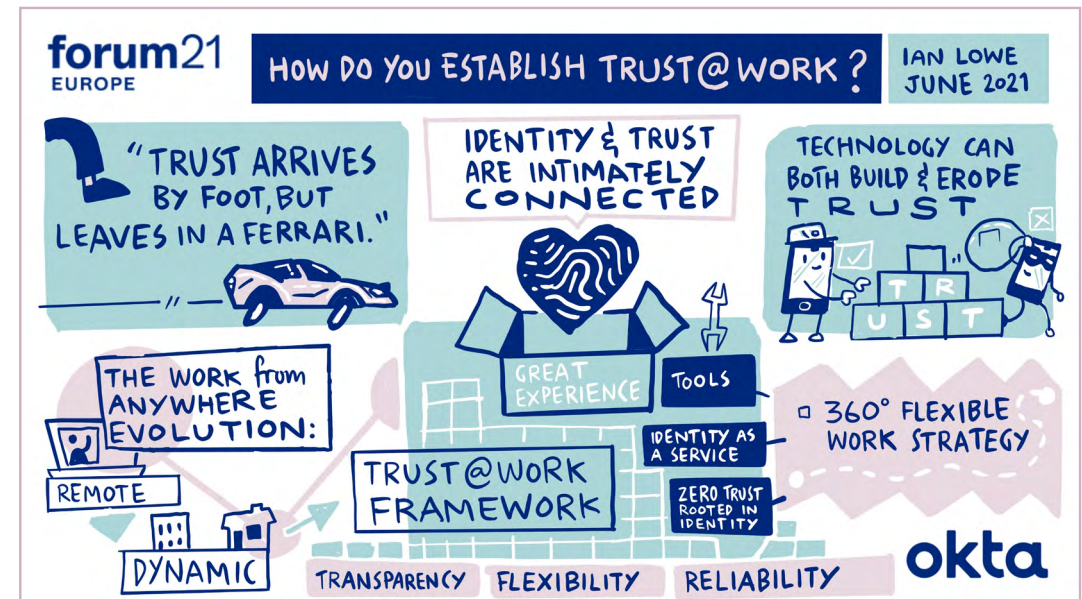 forum21
EUROPE
HOW DO YOU ESTABLISH TRUST@WORK?
IAN LOWE
JUNE 2021
"TRUST ARRIVES
BY FOOT, BUT
LEAVES IN A FERRARI."
IDENTITY & TRUST
ARE INTIMATELY
CONNECTED
TECHNOLOGY CAN
BOTH BUILD & ERODE
TRUST
T R
U S T
THE WORK from
ANYWHERE
EVOLUTION:
REMOTE
DYNAMIC
GREAT
EXPERIENCE
TOOLS
IDENTITY AS
A SERVICE
ZERO TRUST
ROOTED IN
IDENTITY
TRUST@WORK
FRAMEWORK
360° FLEXIBLE
WORK STRATEGY
TRANSPARENCY
FLEXIBILITY
RELIABILITY
okta